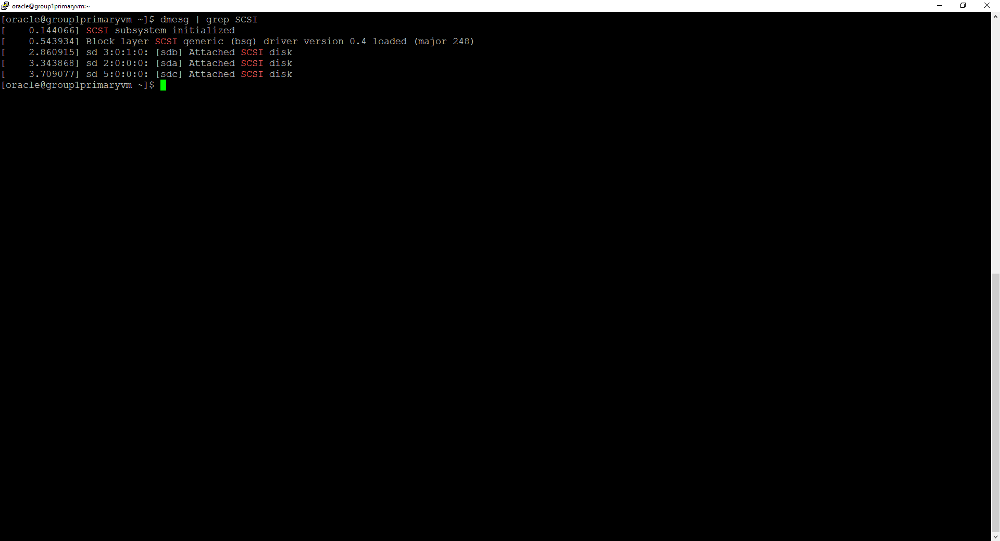 oracle@group1primaryvm:~
[oracle@group1primaryvm ~]$ dmesg | grep SCSI
[    0.144066] SCSI subsystem initialized
[    0.543934] Block layer SCSI generic (bsg) driver version 0.4 loaded (major 248)
[    2.860915] sd 3:0:1:0: [sdb] Attached SCSI disk
[    3.343868] sd 2:0:0:0: [sda] Attached SCSI disk
[    3.709077] sd 5:0:0:0: [sdc] Attached SCSI disk
[oracle@group1primaryvm ~]$